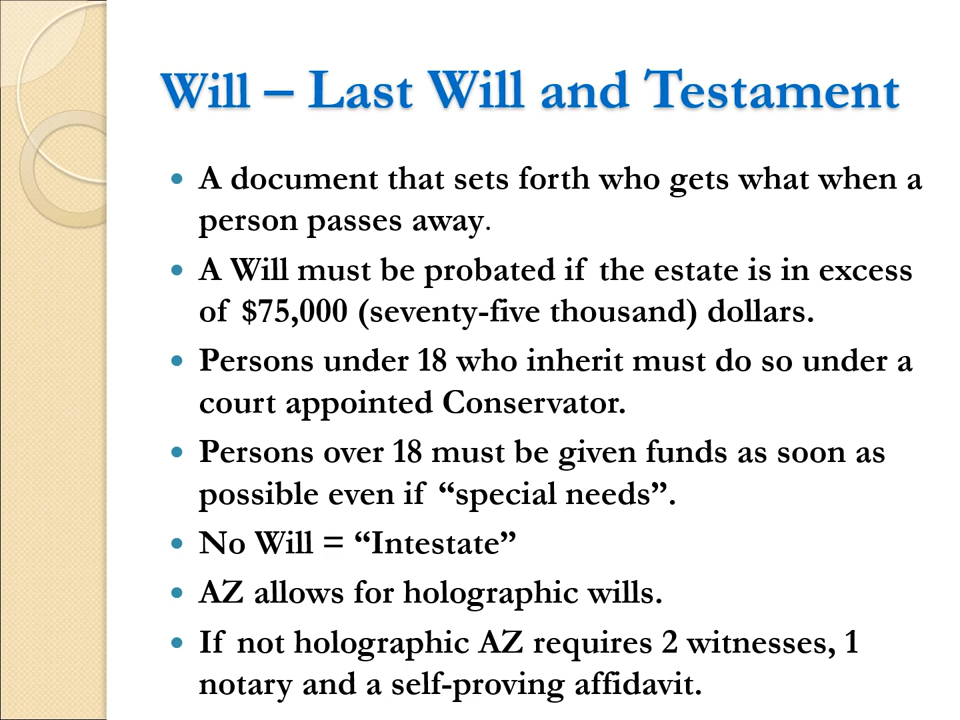 Will – Last Will and Testament
• A document that sets forth who gets what when a
person passes away.
• A Will must be probated if the estate is in excess
of $75,000 (seventy-five thousand) dollars.
• Persons under 18 who inherit must do so under a
court appointed Conservator.
• Persons over 18 must be given funds as soon as
possible even if “special needs”.
• No Will = “Intestate”
• AZ allows for holographic wills.
• If not holographic AZ requires 2 witnesses, 1
notary and a self-proving affidavit.